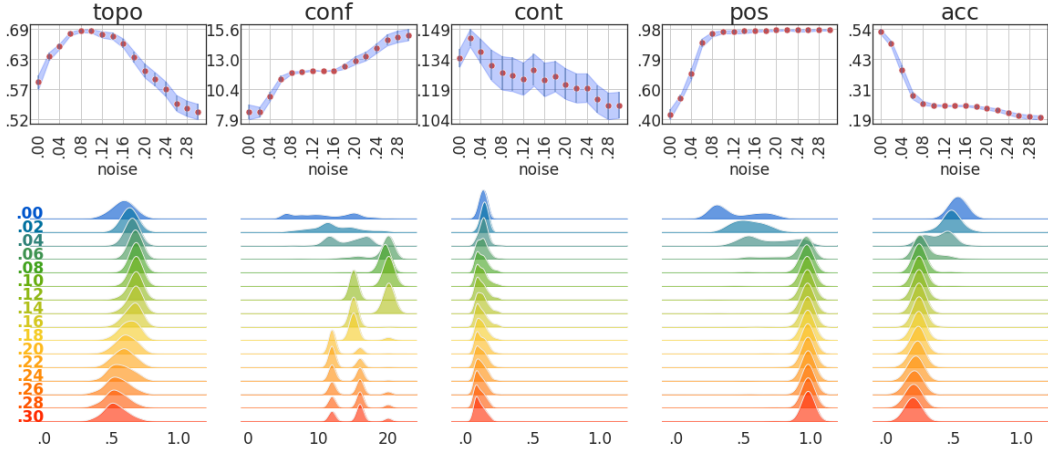 topo conf cont pos acc
.69 15.6 .149 .98 .54
.63 13.0 .134 .79 .43
.57 10.4 .119 .60 .31
.52 7.9 .104 .40 .19
.00 .04 .08 .12 .16 .20 .24 .28 .00 .04 .08 .12 .16 .20 .24 .28 .00 .04 .08 .12 .16 .20 .24 .28 .00 .04 .08 .12 .16 .20 .24 .28 .00 .04 .08 .12 .16 .20 .24 .28
noise noise noise noise noise
.00
.02
.04
.06
.08
.10
.12
.14
.16
.18
.20
.22
.24
.26
.28
.30
.0 .5 1.0 0 10 20 .0 .5 1.0 .0 .5 1.0 .0 .5 1.0